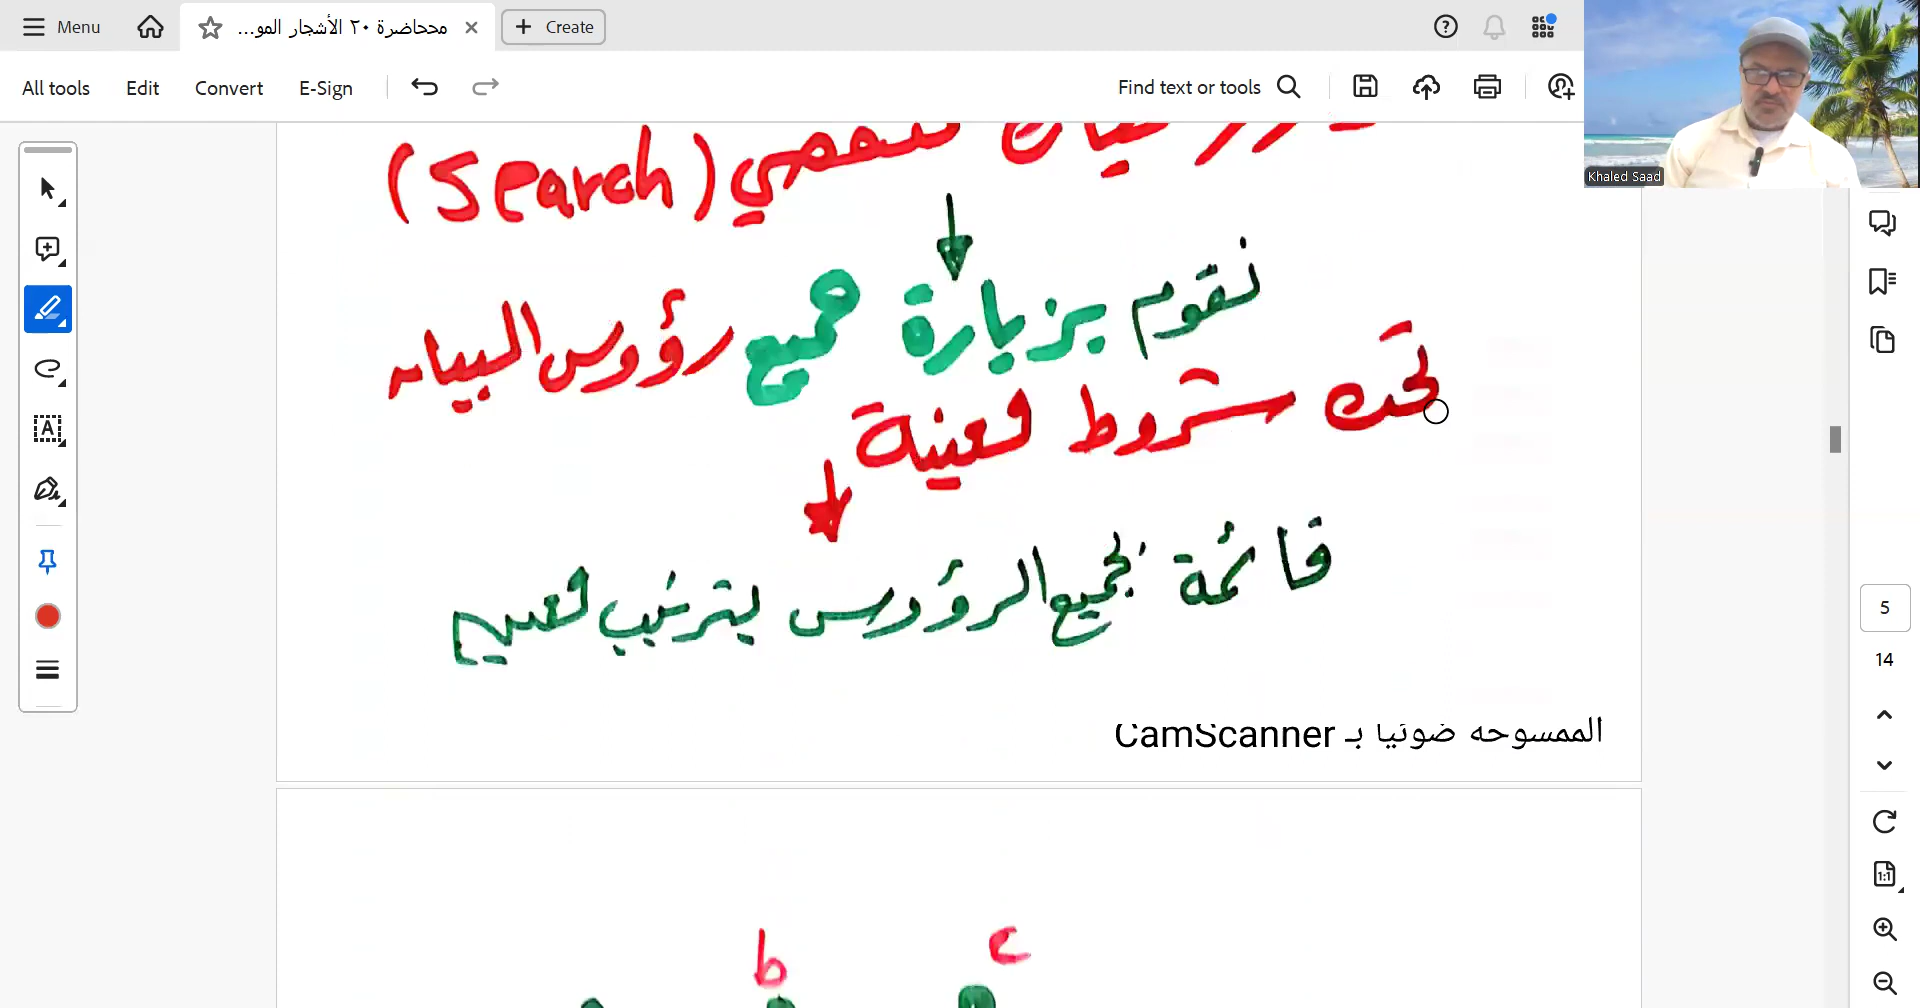 Menu
محاضرة ٢٠ الأشجار المو...
Create
All tools
Edit
Convert
E-Sign
Find text or tools
Khaled Saad
للفحص (Search)
نقوم بزيارة جميع رؤوس البيان
تحت شروط معينة
قائمة بجميع الرؤوس بترتيب معين
الممسوحة ضوئيا بـ CamScanner
5
14
b
c